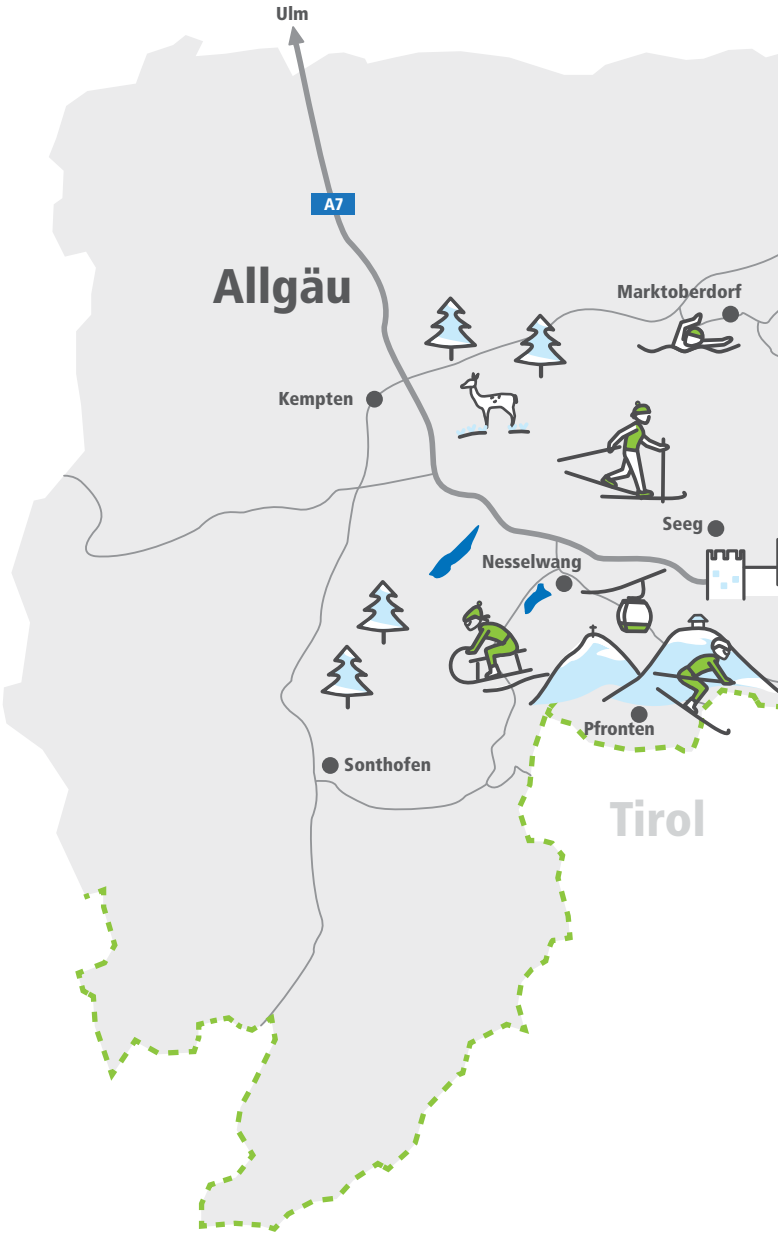 Ulm
A7
Allgäu
Marktoberdorf
Kempten
Seeg
Nesselwang
Pfronten
Sonthofen
Tirol